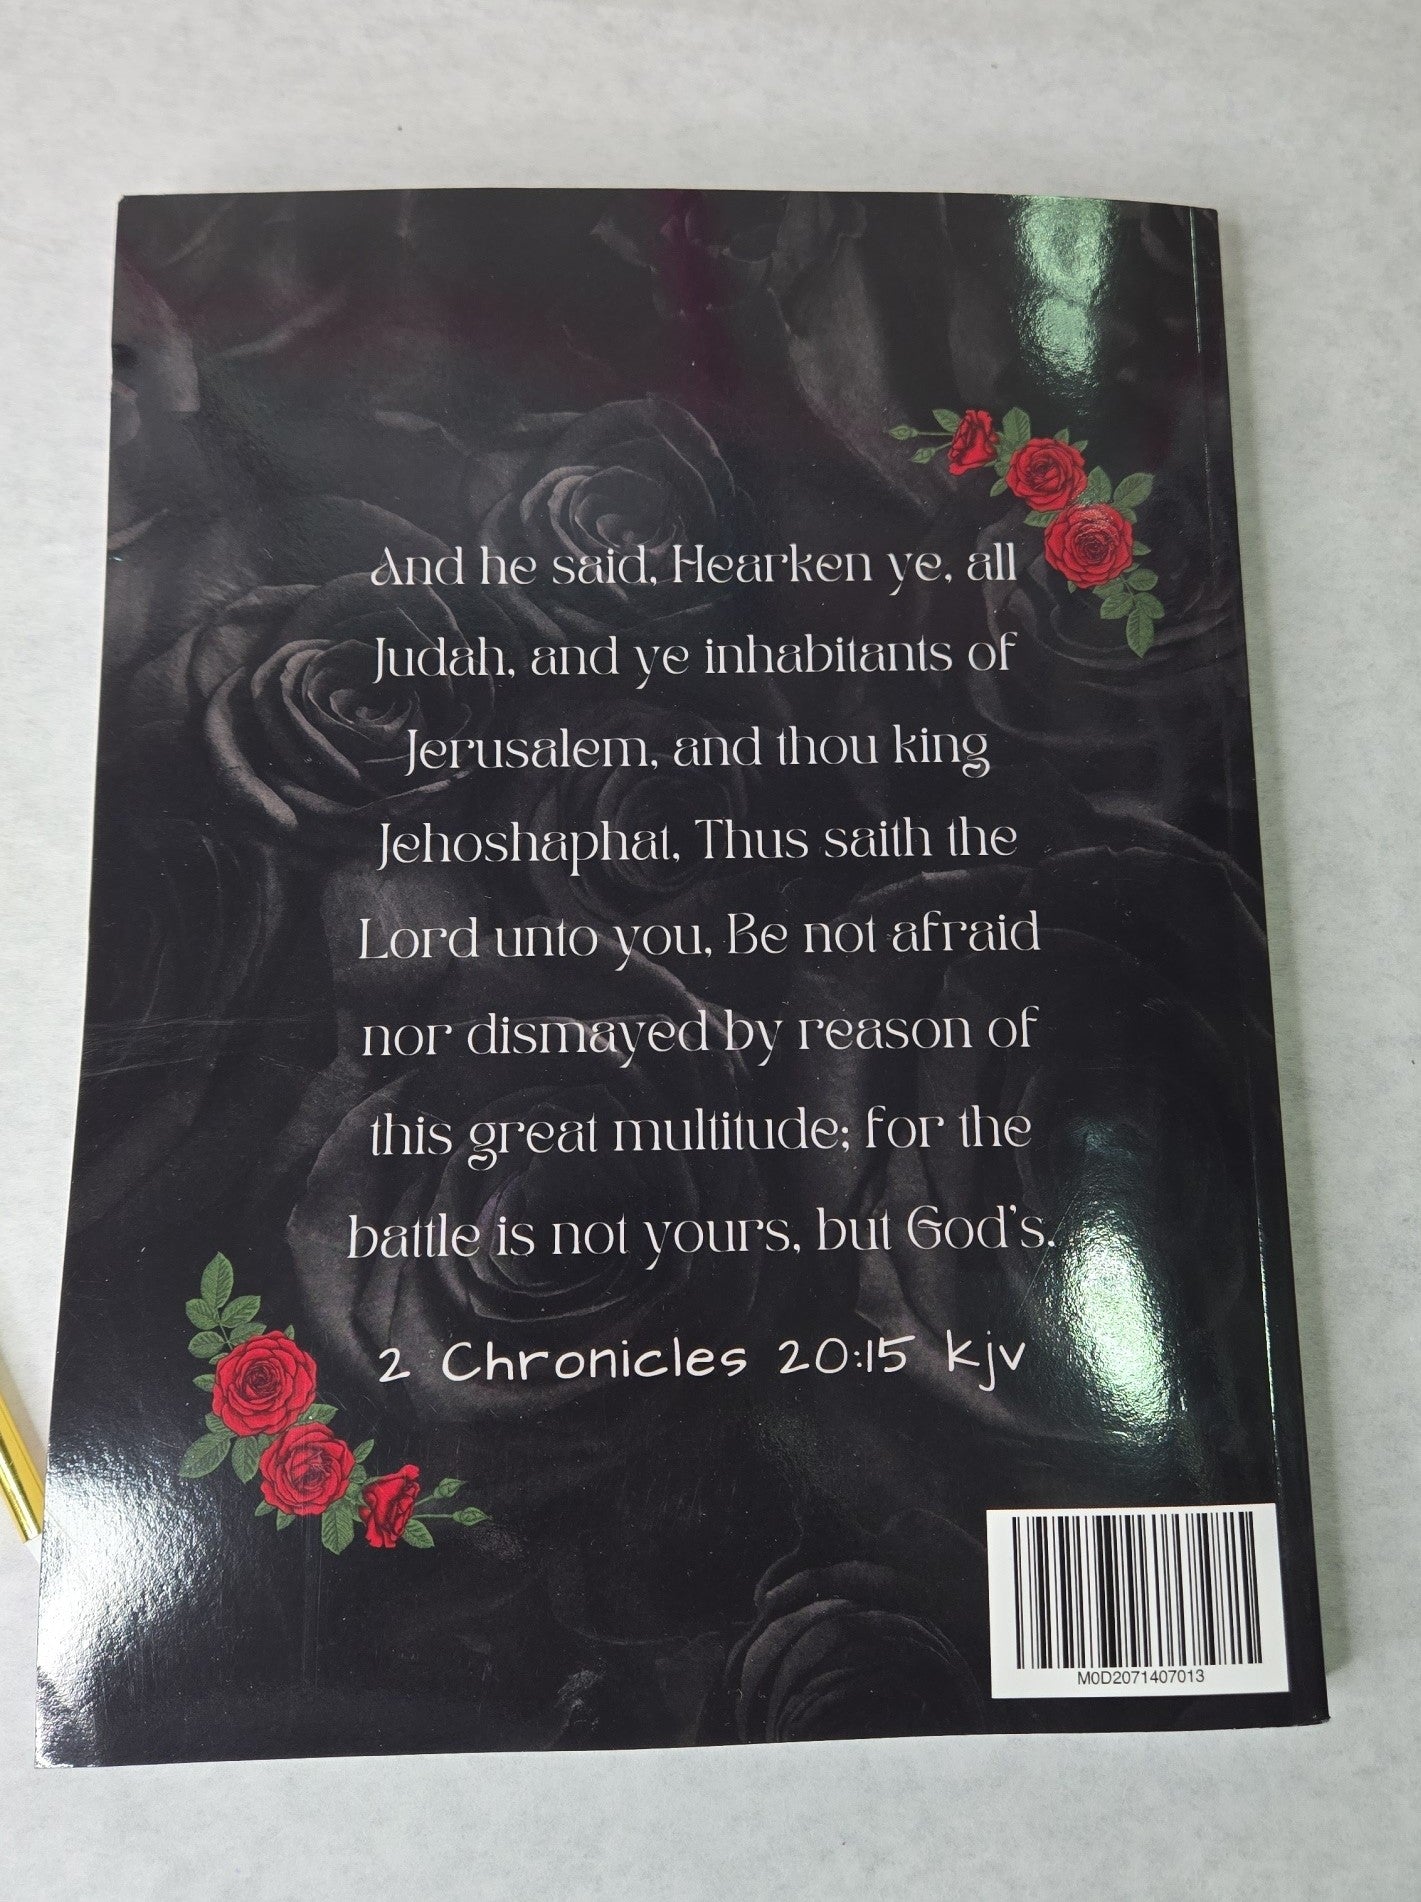 And he said, Hearken ye, all
Judah, and ye inhabitants of
Jerusalem, and thou king
Jehoshaphat, Thus saith the
Lord unto you, Be not afraid
nor dismayed by reason of
this great multitude; for the
battle is not yours, but God's.
2 Chronicles 20:15 kjv
M0D2071407013